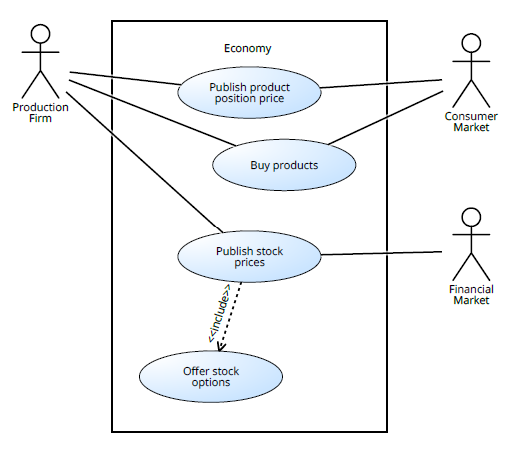 Economy
Publish product
position price
Production
Firm
Consumer
Market
Buy products
Publish stock
prices
Financial
Market
<<include>>
Offer stock
options